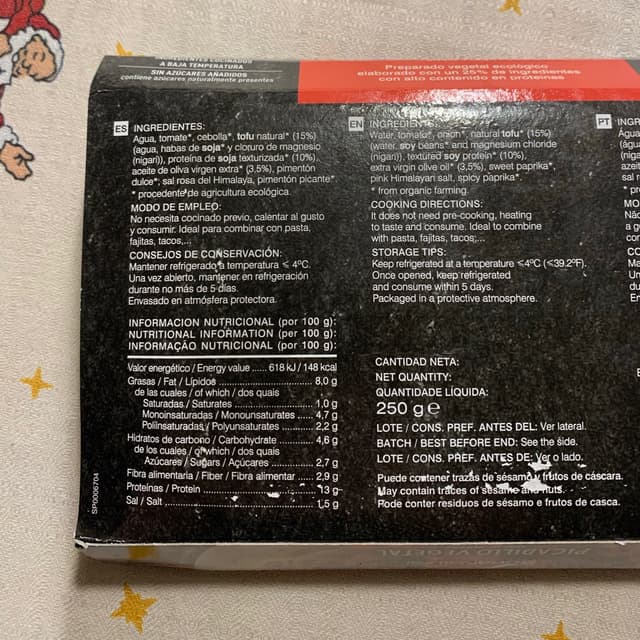 INGREDIENTES COCINADOS
A BAJA TEMPERATURA
SIN AZÚCARES AÑADIDOS
contiene azúcares naturalmente presentes
Preparado vegetal ecológico
elaborado con un 25% de ingredientes
con alto contenido en proteínas
ES INGREDIENTES:
Agua, tomate*, cebolla*, tofu natural* (15%)
(agua, habas de soja* y cloruro de magnesio
(nigari)), proteína de soja texturizada* (10%),
aceite de oliva virgen extra* (3,5%), pimentón
dulce*, sal rosa del Himalaya, pimentón picante*
* procedente de agricultura ecológica.
MODO DE EMPLEO:
No necesita cocinado previo, calentar al gusto
y consumir. Ideal para combinar con pasta,
fajitas, tacos,...
CONSEJOS DE CONSERVACIÓN:
Mantener refrigerado a temperatura ≤ 4ºC.
Una vez abierto, mantener en refrigeración
durante no más de 5 días.
Envasado en atmósfera protectora.
INFORMACION NUTRICIONAL (por 100 g):
NUTRITIONAL INFORMATION (per 100 g):
INFORMAÇÃO NUTRICIONAL (por 100 g):
Valor energético / Energy value ..... 618 kJ / 148 kcal
Grasas / Fat / Lípidos ..... 8,0 g
de las cuales / of which / dos quais
Saturadas / Saturates ..... 1,0 g
Monoinsaturadas / Monounsaturates ..... 4,7 g
Poliinsaturadas / Polyunsaturates ..... 2,2 g
Hidratos de carbono / Carbohydrate ..... 4,6 g
de los cuales / of which / dos quais
Azúcares / Sugars / Açúcares ..... 2,7 g
Fibra alimentaria / Fiber / Fibra alimentar ..... 2,9 g
Proteínas / Protein ..... 13 g
Sal / Salt ..... 1,5 g
SP0006704
EN INGREDIENTS:
Water, tomato*, onion*, natural tofu* (15%)
(water, soy beans* and magnesium chloride
(nigari)), textured soy protein* (10%),
extra virgin olive oil* (3,5%), sweet paprika*,
pink Himalayan salt, spicy paprika*.
* from organic farming.
COOKING DIRECTIONS:
It does not need pre-cooking, heating
to taste and consume. Ideal to combine
with pasta, fajitas, tacos,...
STORAGE TIPS:
Keep refrigerated at a temperature ≤4ºC (≤39.2ºF).
Once opened, keep refrigerated
and consume within 5 days.
Packaged in a protective atmosphere.
CANTIDAD NETA:
NET QUANTITY:
QUANTIDADE LÍQUIDA:
250 g e
LOTE / CONS. PREF. ANTES DEL: Ver lateral.
BATCH / BEST BEFORE END: See the side.
LOTE / CONS. PREF. ANTES DE: Ver o lado.
Puede contener trazas de sésamo y frutos de cáscara.
May contain traces of sesame and nuts.
Pode conter residuos de sésamo e frutos de casca.
PT INGR
PICADILLO VEGETAL